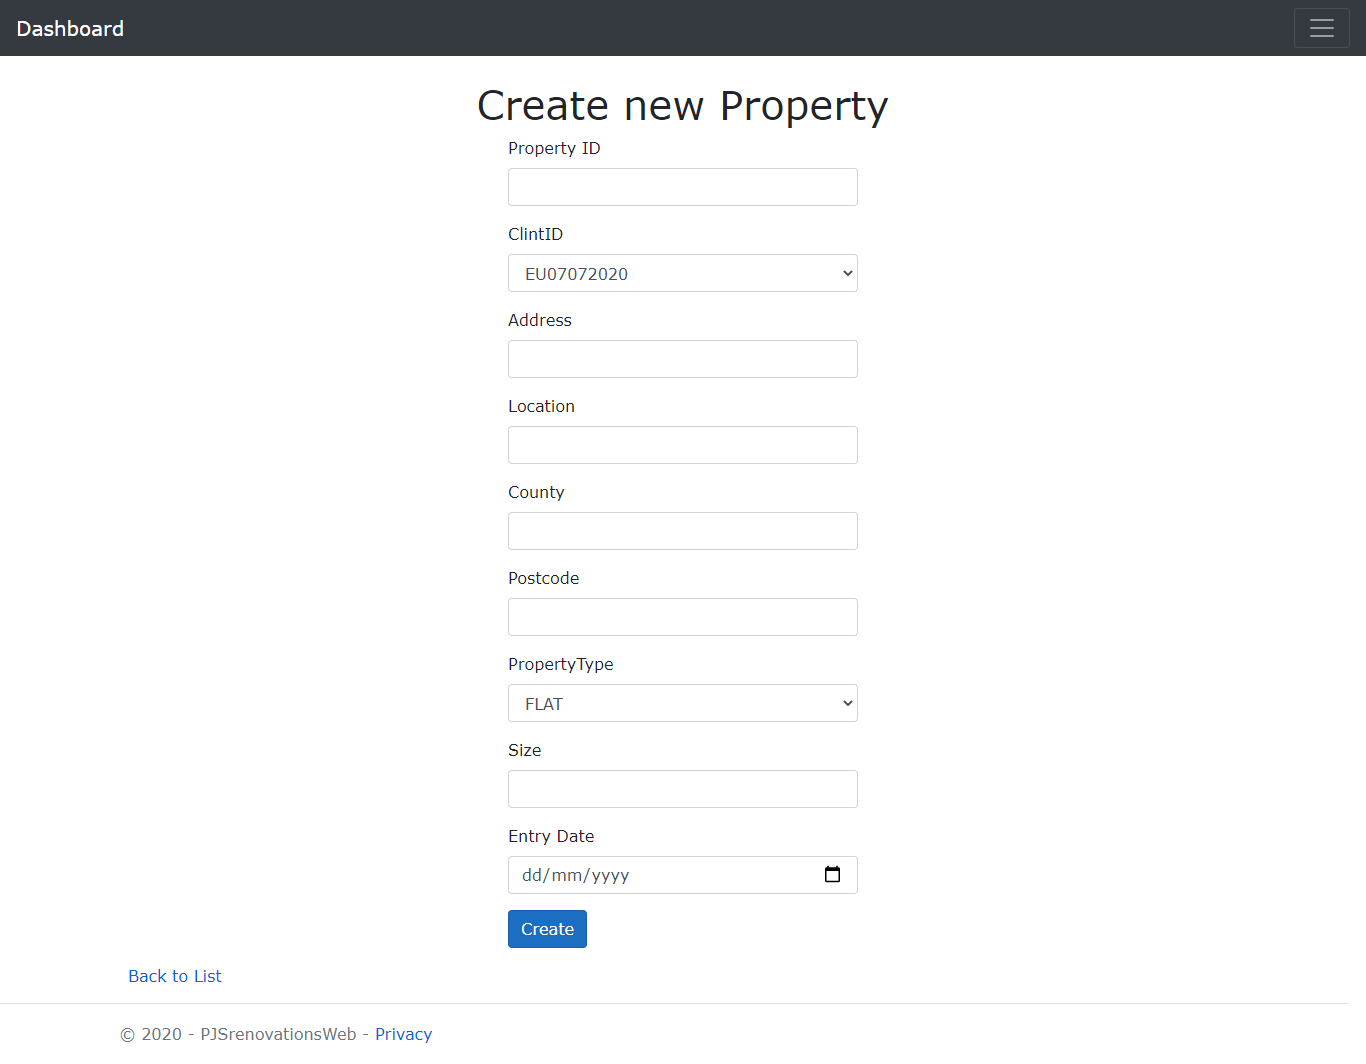 Dashboard
Create new Property
Property ID
ClintID
EU07072020
Address
Location
County
Postcode
PropertyType
FLAT
Size
Entry Date
dd/mm/yyyy
Create
Back to List
© 2020 - PJSrenovationsWeb - Privacy